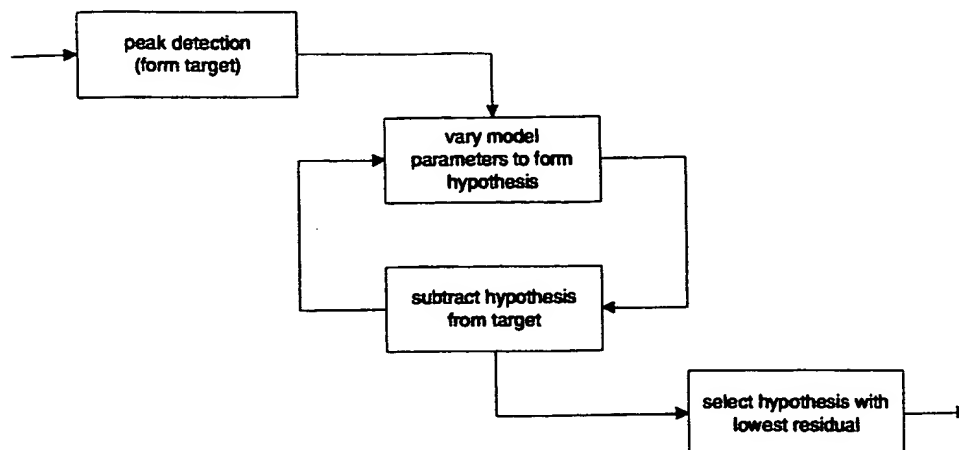 peak detection
(form target)
vary model
parameters to form
hypothesis
subtract hypothesis
from target
select hypothesis with
lowest residual